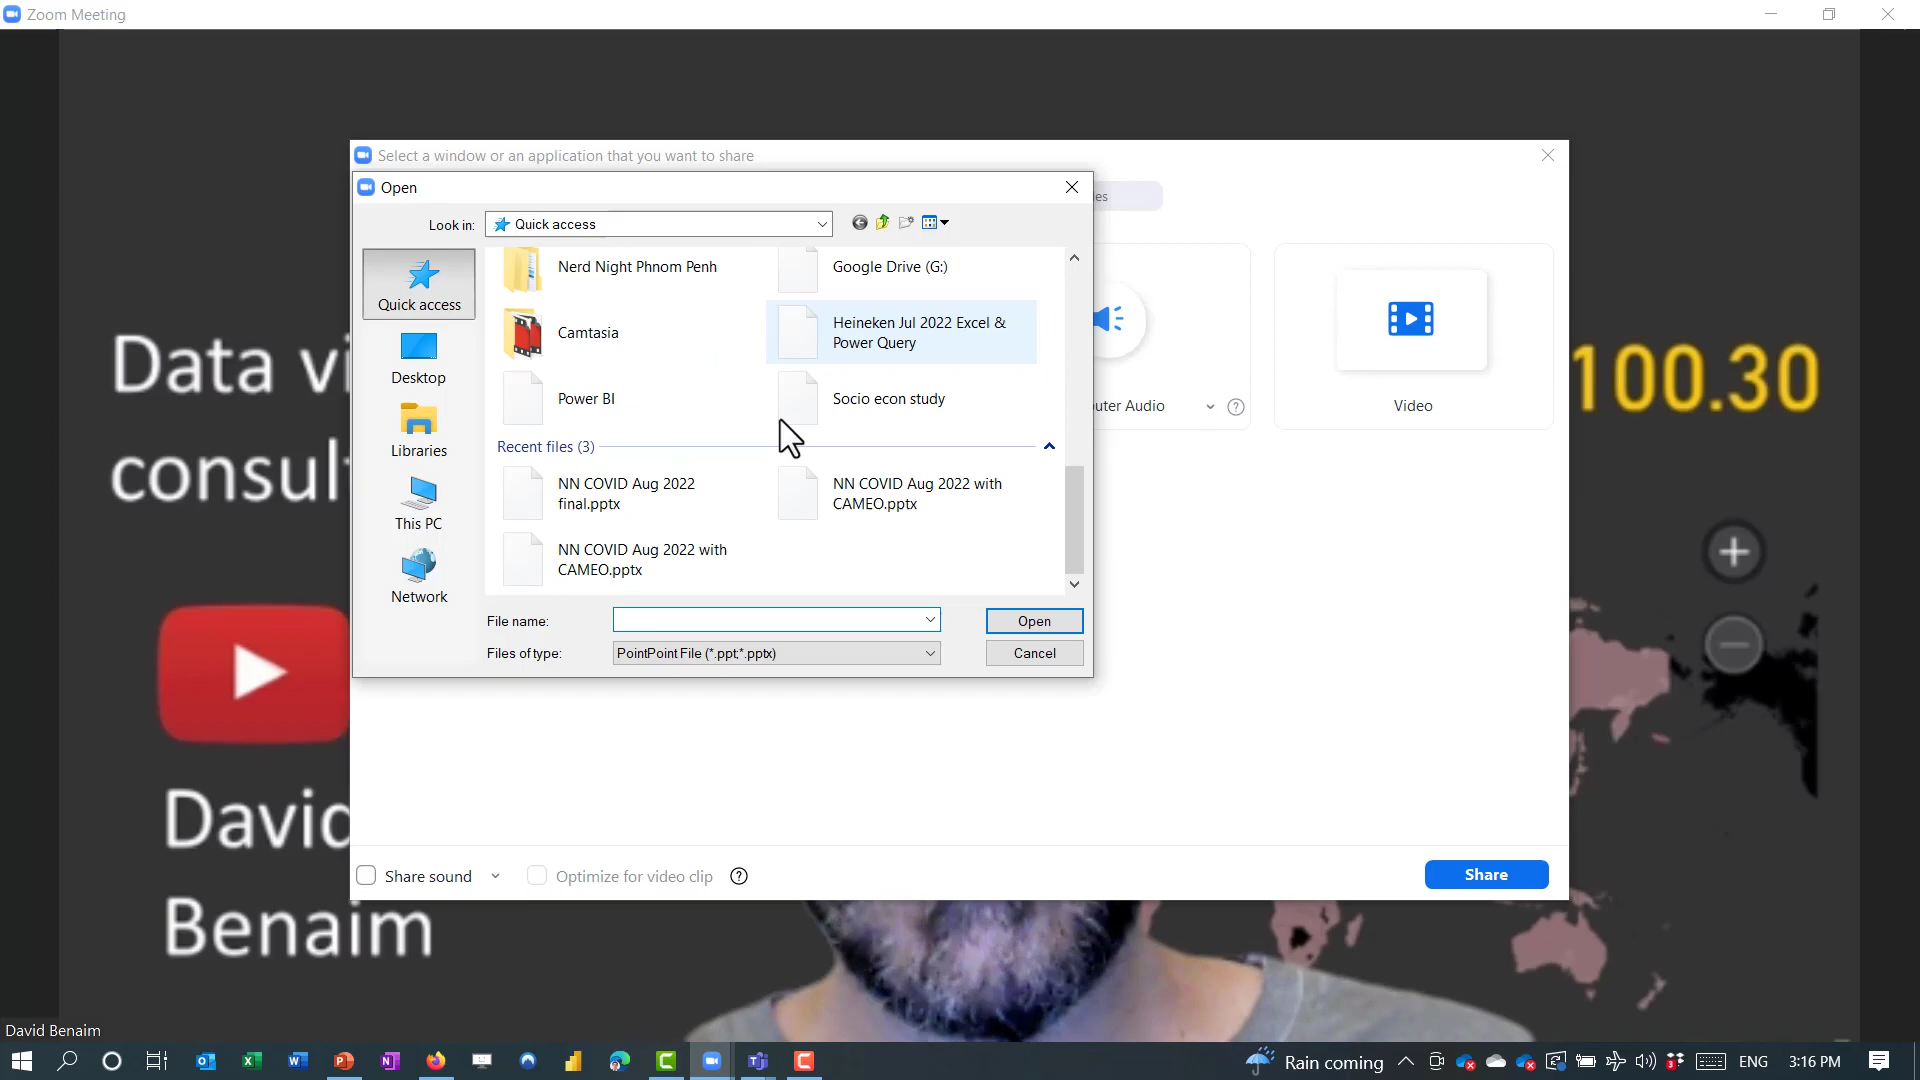 Zoom Meeting
Select a window or an application that you want to share
Open
Look in:
Quick access
Quick access
Desktop
Libraries
This PC
Network
Nerd Night Phnom Penh
Google Drive (G:)
Camtasia
Heineken Jul 2022 Excel &
Power Query
Power BI
Socio econ study
Recent files (3)
NN COVID Aug 2022
final.pptx
NN COVID Aug 2022 with
CAMEO.pptx
NN COVID Aug 2022 with
CAMEO.pptx
File name:
Open
Files of type:
PointPoint File (*.ppt;*.pptx)
Cancel
Video
Share sound
Optimize for video clip
Share
Data vi
consult
100.30
David
Benaim
David Benaim
Rain coming
ENG
3:16 PM